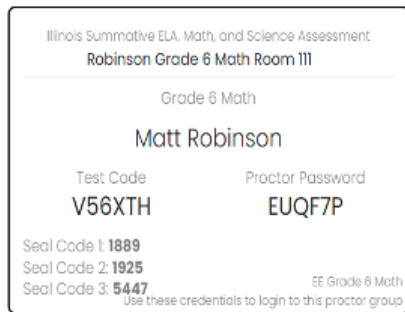 Illinois Summative ELA, Math, and Science Assessment
Robinson Grade 6 Math Room 111
Grade 6 Math
Matt Robinson
Test Code
Proctor Password
V56XTH
EUQF7P
Seal Code 1: 1889
Seal Code 2: 1925
Seal Code 3: 5447
EE Grade 6 Math
Use these credentials to login to this proctor group